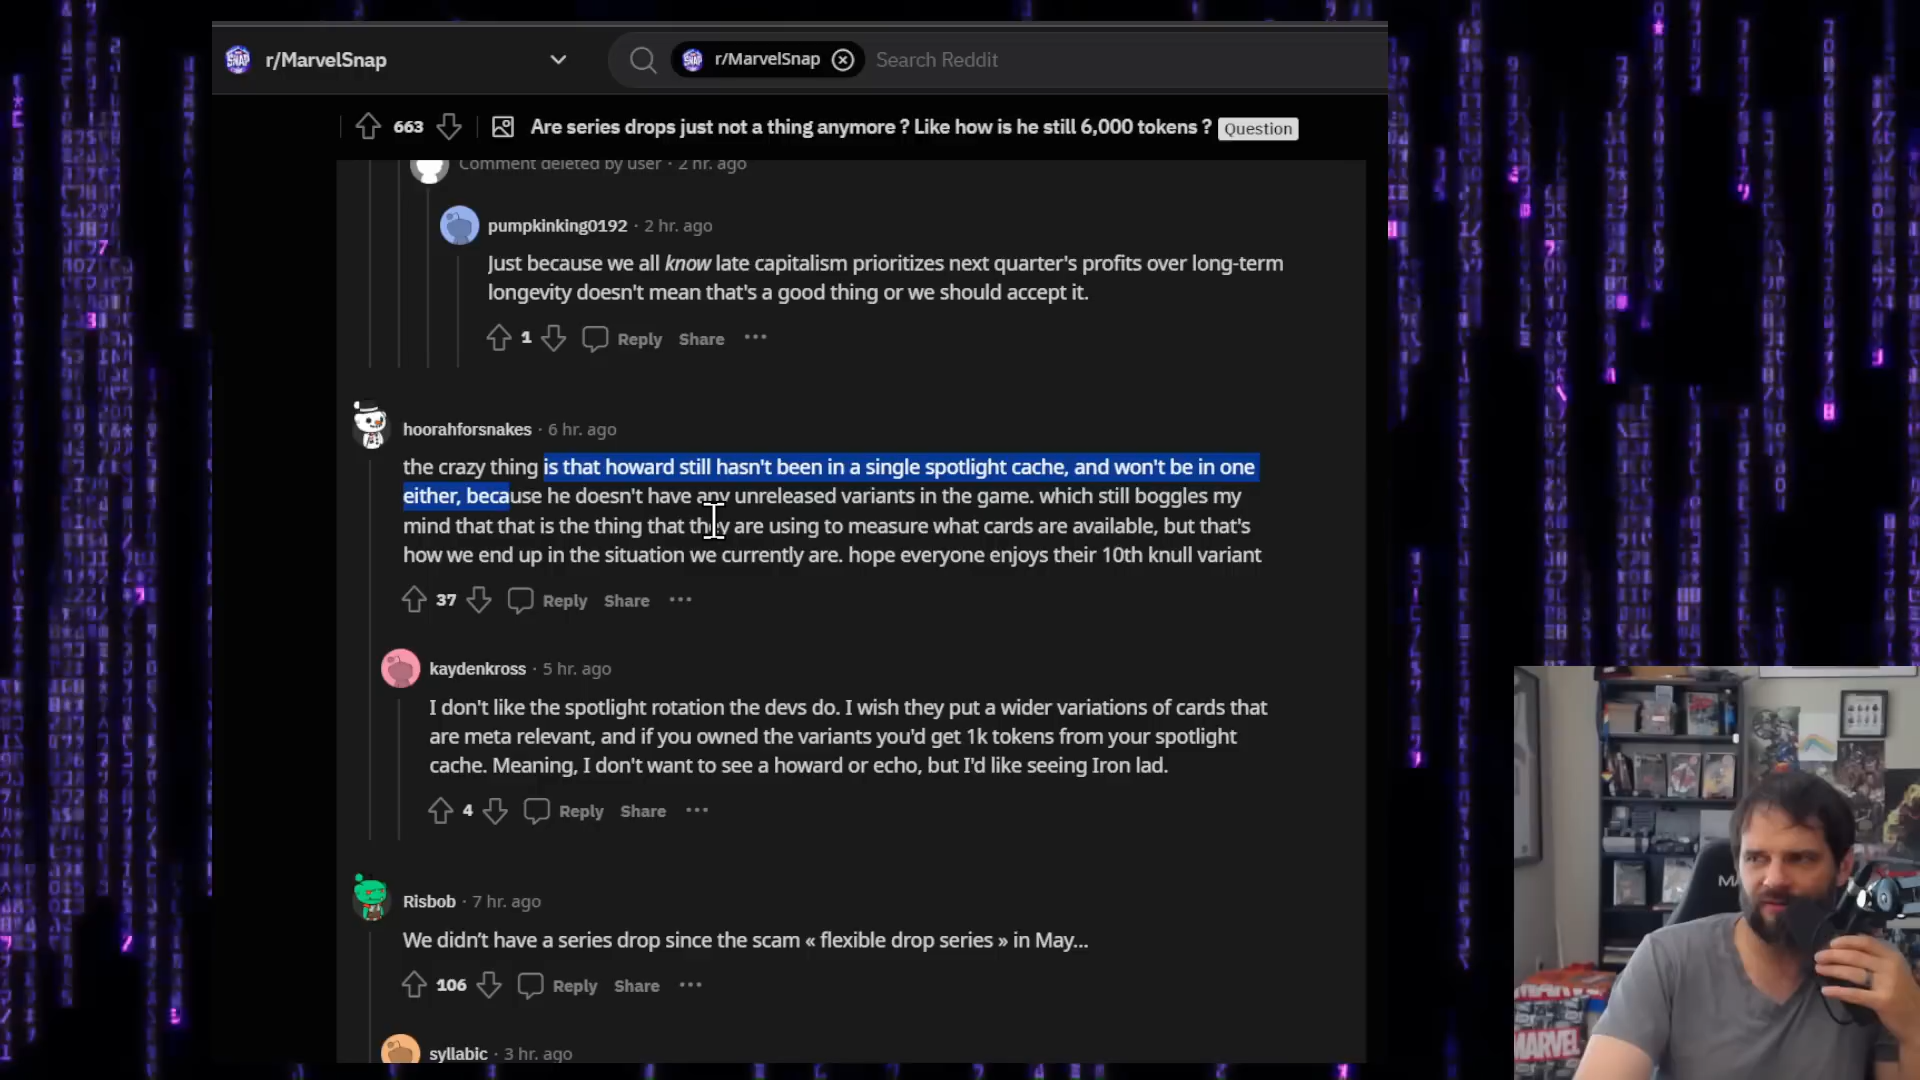 r/MarvelSnap
r/MarvelSnap
Search Reddit
663
Are series drops just not a thing anymore ? Like how is he still 6,000 tokens ?
Question
Comment deleted by user · 2 hr. ago
pumpkinking0192 · 2 hr. ago
Just because we all know late capitalism prioritizes next quarter's profits over long-term
longevity doesn't mean that's a good thing or we should accept it.
1 Reply Share ···
hoorahforsnakes · 6 hr. ago
the crazy thing is that howard still hasn't been in a single spotlight cache, and won't be in one
either, because he doesn't have any unreleased variants in the game. which still boggles my
mind that that is the thing that they are using to measure what cards are available, but that's
how we end up in the situation we currently are. hope everyone enjoys their 10th knull variant
37 Reply Share ···
kaydenkross · 5 hr. ago
I don't like the spotlight rotation the devs do. I wish they put a wider variations of cards that
are meta relevant, and if you owned the variants you'd get 1k tokens from your spotlight
cache. Meaning, I don't want to see a howard or echo, but I'd like seeing Iron lad.
4 Reply Share ···
Risbob · 7 hr. ago
We didn't have a series drop since the scam « flexible drop series » in May...
106 Reply Share ···
syllabic · 3 hr. ago
MARVEL